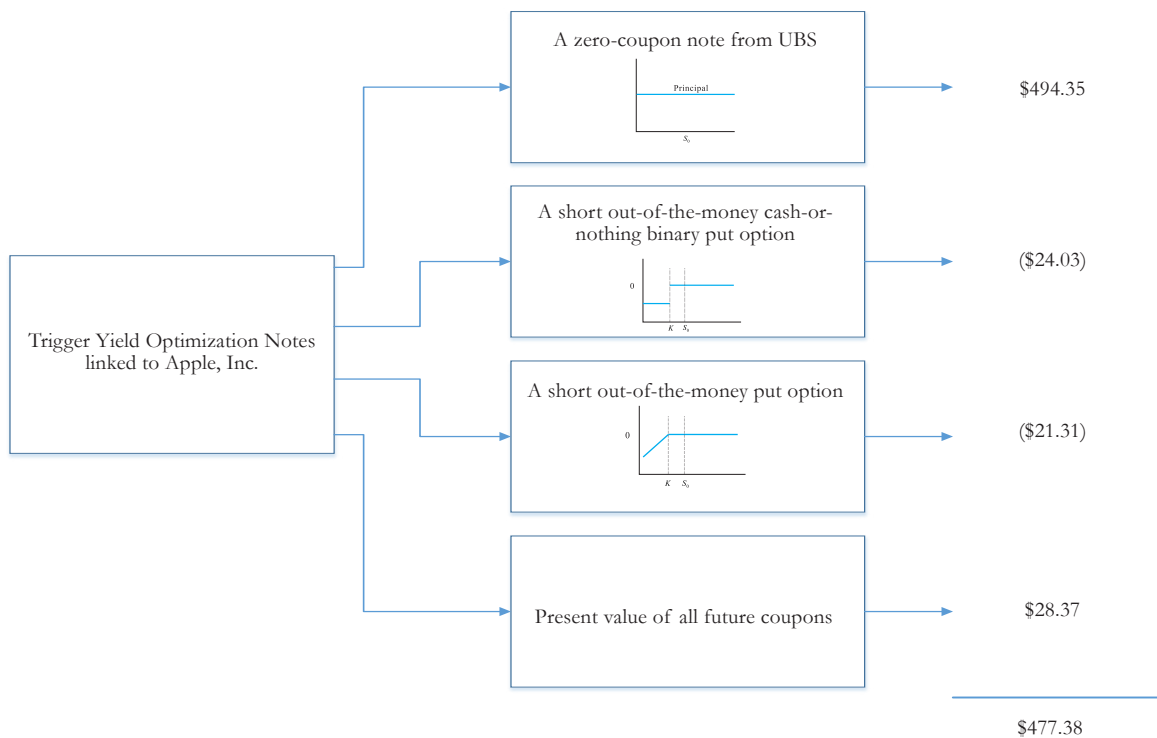 Trigger Yield Optimization Notes
linked to Apple, Inc.
A zero-coupon note from UBS
Principal
S0
$494.35
A short out-of-the-money cash-or-
nothing binary put option
0
K S0
($24.03)
A short out-of-the-money put option
0
K S0
($21.31)
Present value of all future coupons
$28.37
$477.38